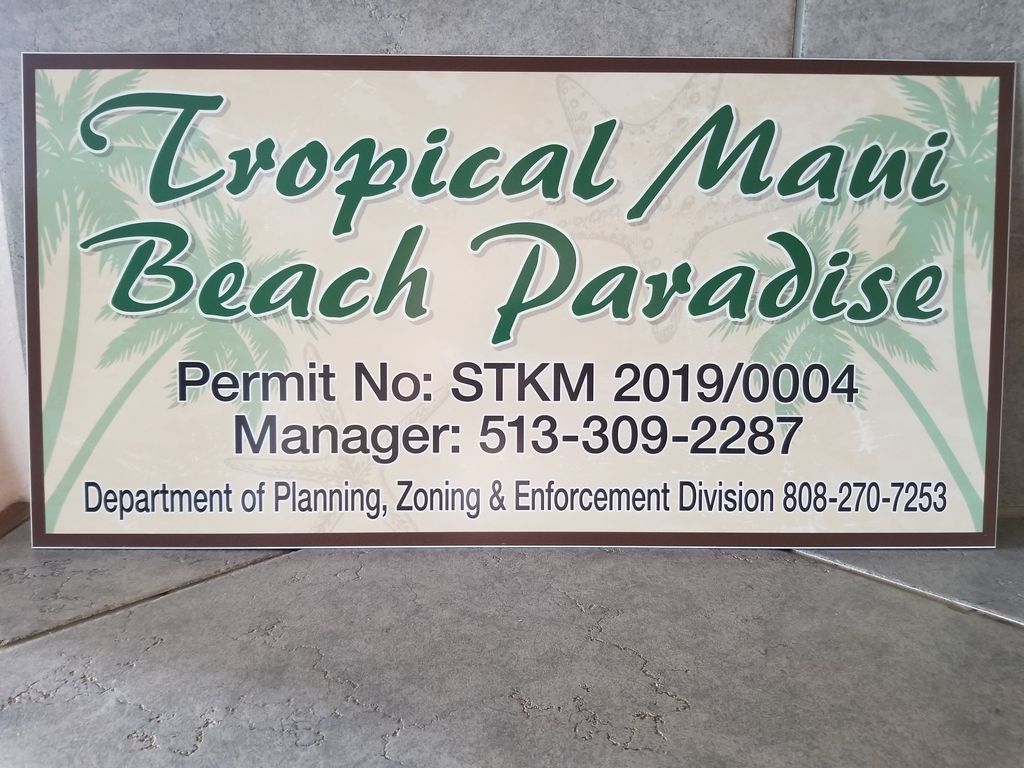 Tropical Maui
Beach Paradise
Permit No: STKM 2019/0004
Manager: 513-309-2287
Department of Planning, Zoning & Enforcement Division 808-270-7253